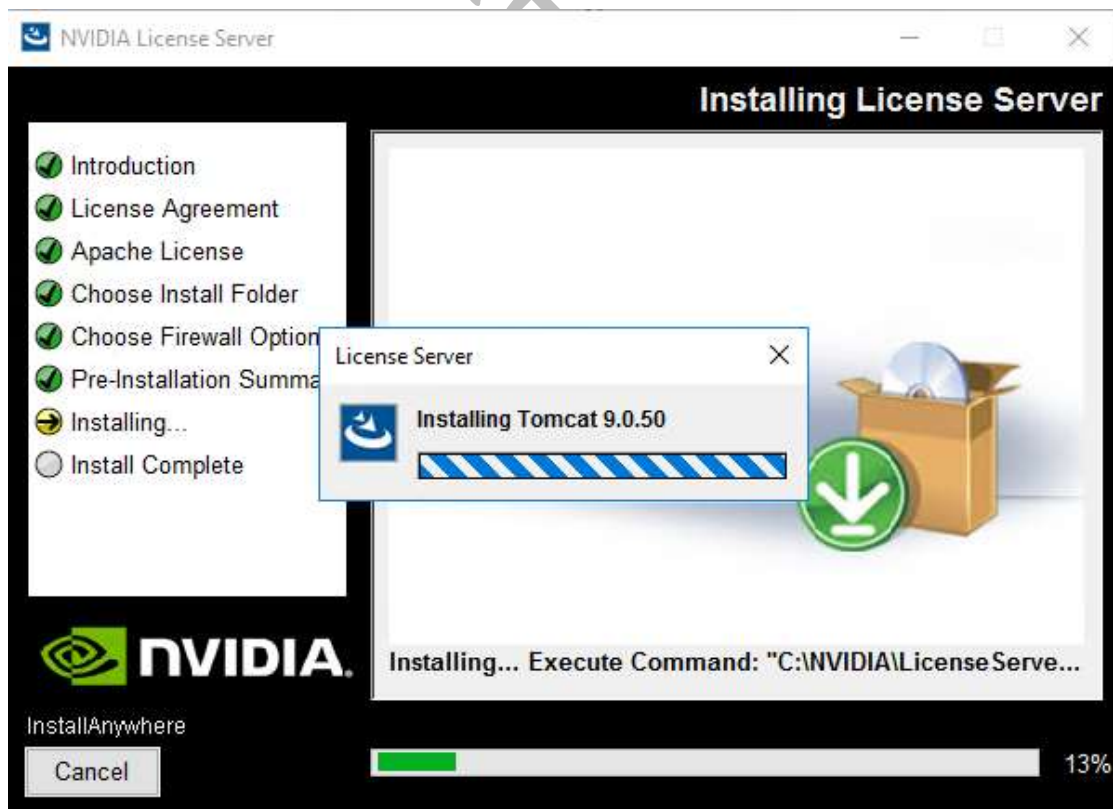 NVIDIA License Server
Installing License Server
Introduction
License Agreement
Apache License
Choose Install Folder
Choose Firewall Option
Pre-Installation Summa
Installing...
Install Complete
License Server
Installing Tomcat 9.0.50
NVIDIA.
Installing... Execute Command: "C:\NVIDIA\LicenseServe...
InstallAnywhere
Cancel
13%